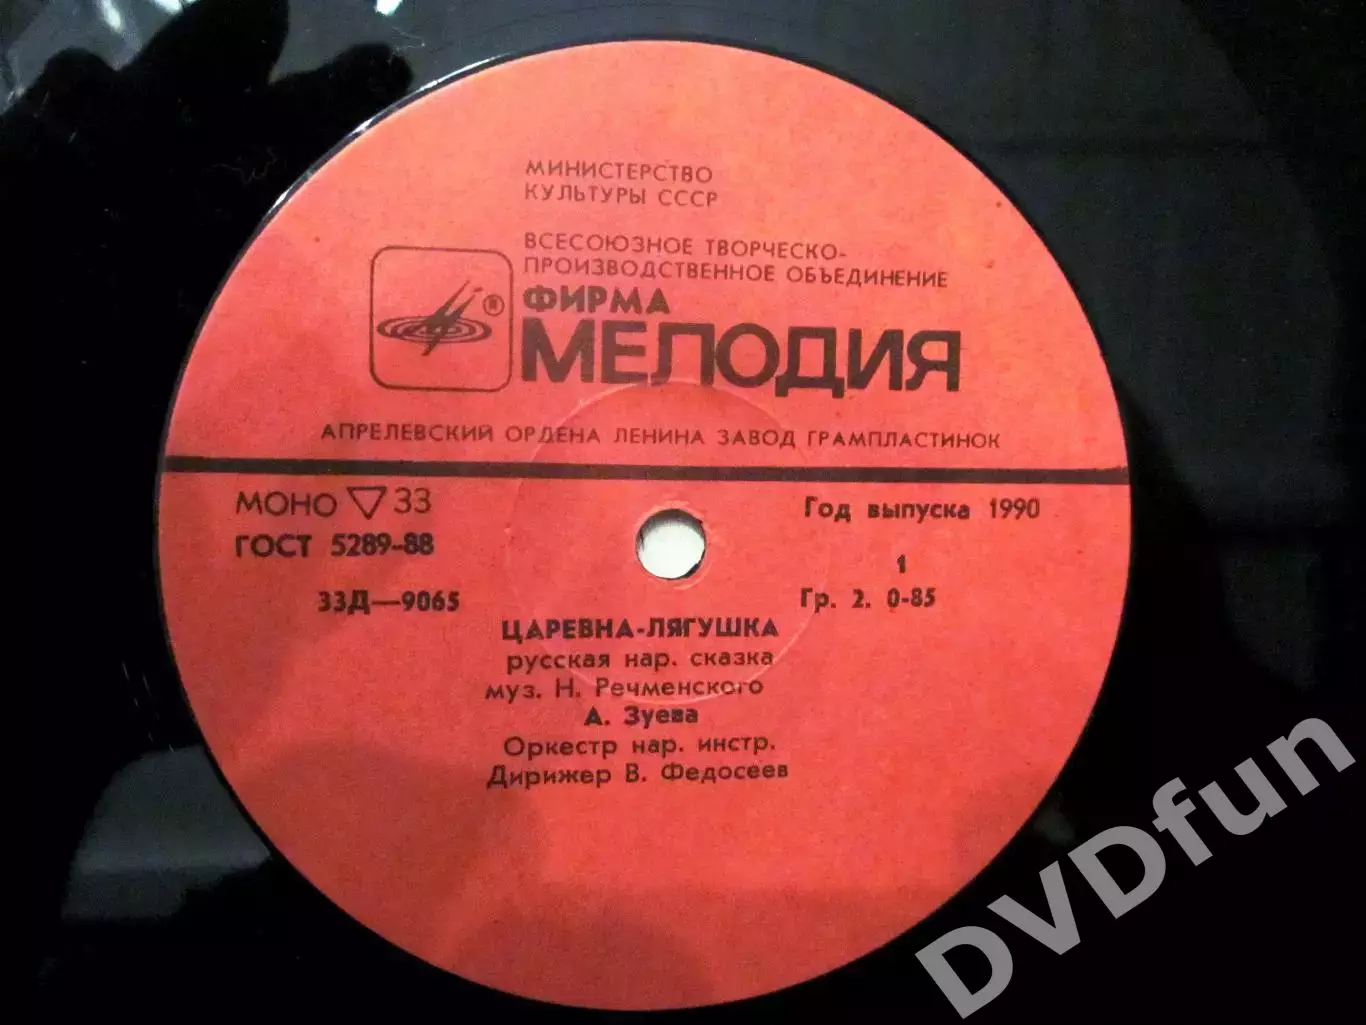 МИНИСТЕРСТВО
КУЛЬТУРЫ СССР
ВСЕСОЮЗНОЕ ТВОРЧЕСКО-
ПРОИЗВОДСТВЕННОЕ ОБЪЕДИНЕНИЕ
®
ФИРМА
МЕЛОДИЯ
АПРЕЛЕВСКИЙ ОРДЕНА ЛЕНИНА ЗАВОД ГРАМПЛАСТИНОК
МОНО ▽ 33
Год выпуска 1990
ГОСТ 5289-88
1
33Д—9065
Гр. 2. 0-85
ЦАРЕВНА-ЛЯГУШКА
русская нар. сказка
муз. Н. Речменского
А. Зуева
Оркестр нар. инстр.
Дирижер В. Федосеев
DVDfun